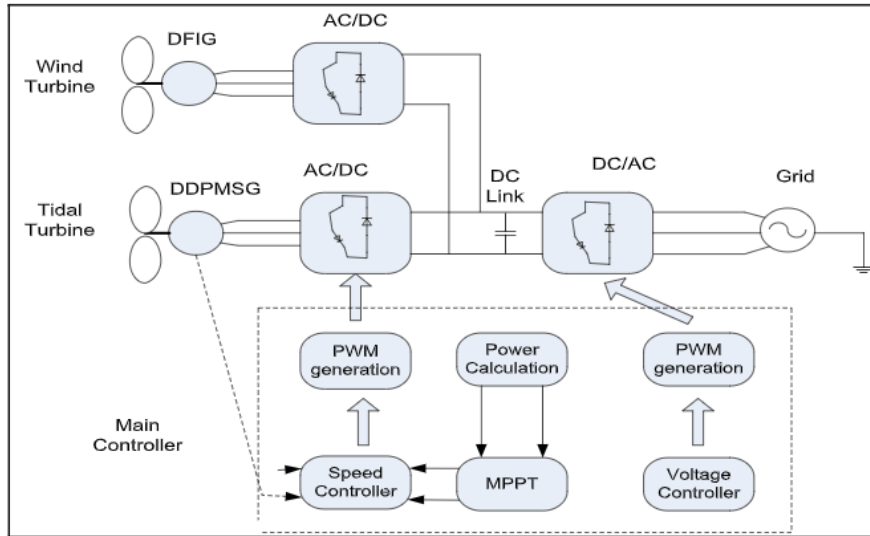 AC/DC
DFIG
Wind
Turbine
AC/DC
DC
Link
DC/AC
Grid
DDPMSG
Tidal
Turbine
PWM
generation
Power
Calculation
PWM
generation
Main
Controller
Speed
Controller
MPPT
Voltage
Controller